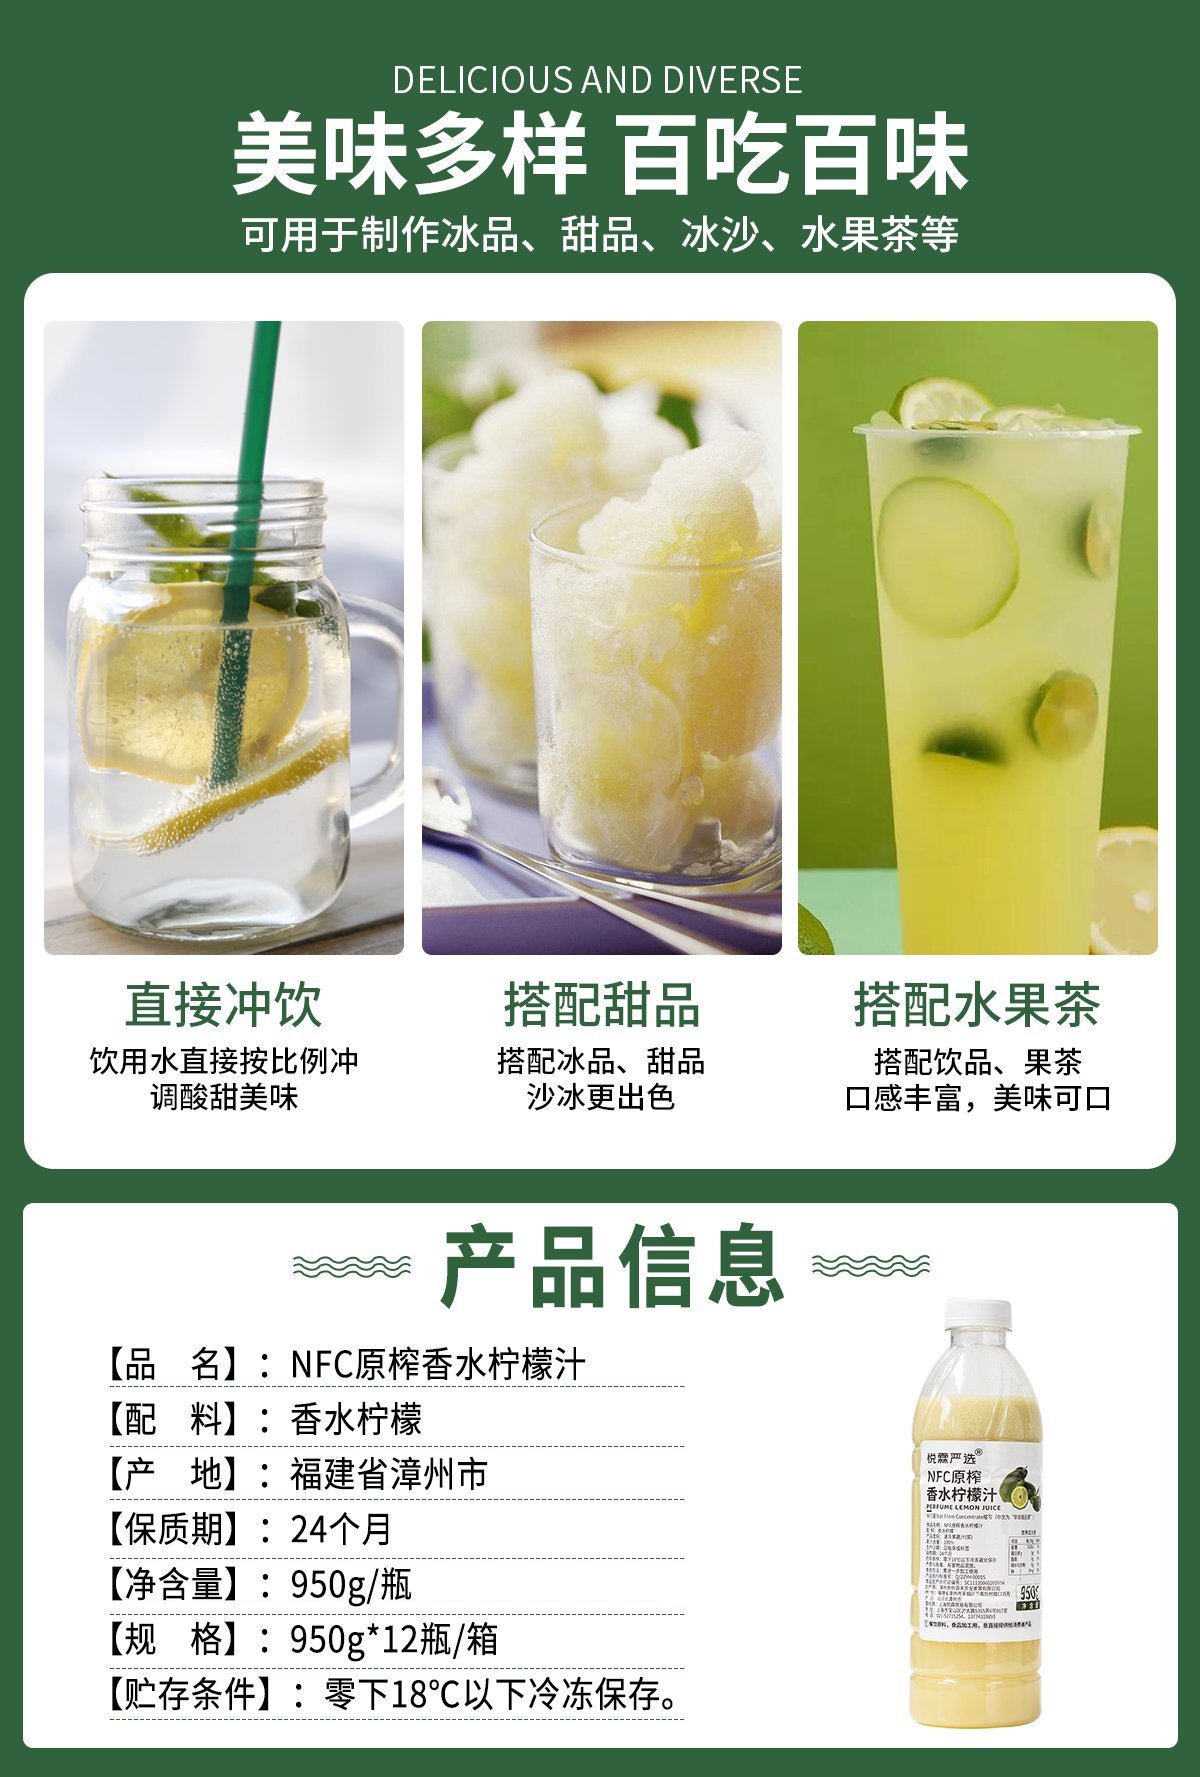 DELICIOUS AND DIVERSE
美味多样 百吃百味
可用于制作冰品、甜品、冰沙、水果茶等
直接冲饮
饮用水直接按比例冲
调酸甜美味
搭配甜品
搭配冰品、甜品
沙冰更出色
搭配水果茶
搭配饮品、果茶
口感丰富，美味可口
产品信息
【品 名】：NFC原榨香水柠檬汁
【配 料】：香水柠檬
【产 地】：福建省漳州市
【保质期】：24个月
【净含量】：950g/瓶
【规 格】：950g*12瓶/箱
【贮存条件】：零下18℃以下冷冻保存。
悦霖严选®
NFC原榨
香水柠檬汁
PERFUME LEMON JUICE